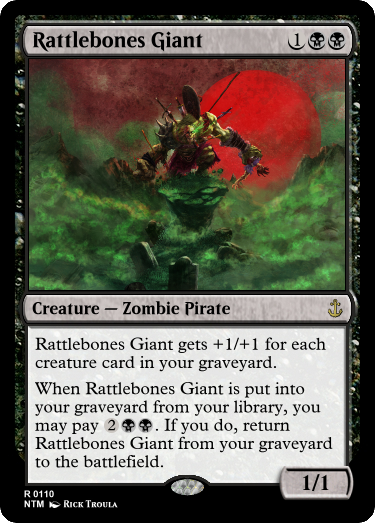 Rattlebones Giant 1
Creature — Zombie Pirate
Rattlebones Giant gets +1/+1 for each
creature card in your graveyard.
When Rattlebones Giant is put into
your graveyard from your library, you
may pay 2. If you do, return
Rattlebones Giant from your graveyard
to the battlefield.
1/1
R 0110
NTM Rick Troula